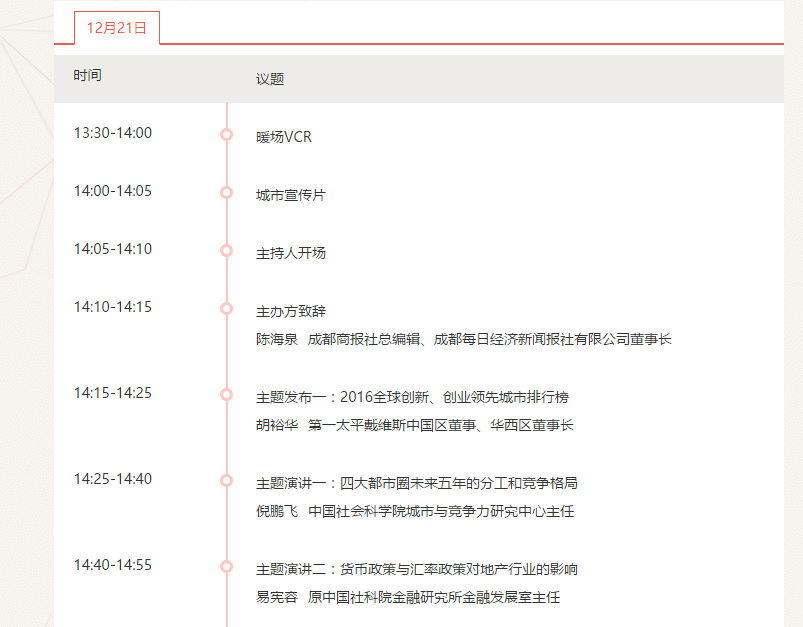 12月21日
时间 议题
13:30-14:00 暖场VCR
14:00-14:05 城市宣传片
14:05-14:10 主持人开场
14:10-14:15 主办方致辞
陈海泉 成都商报社总编辑、成都每日经济新闻报社有限公司董事长
14:15-14:25 主题发布一：2016全球创新、创业领先城市排行榜
胡裕华 第一太平戴维斯中国区董事、华西区董事长
14:25-14:40 主题演讲一：四大都市圈未来五年的分工和竞争格局
倪鹏飞 中国社会科学院城市与竞争力研究中心主任
14:40-14:55 主题演讲二：货币政策与汇率政策对地产行业的影响
易宪容 原中国社科院金融研究所金融发展室主任